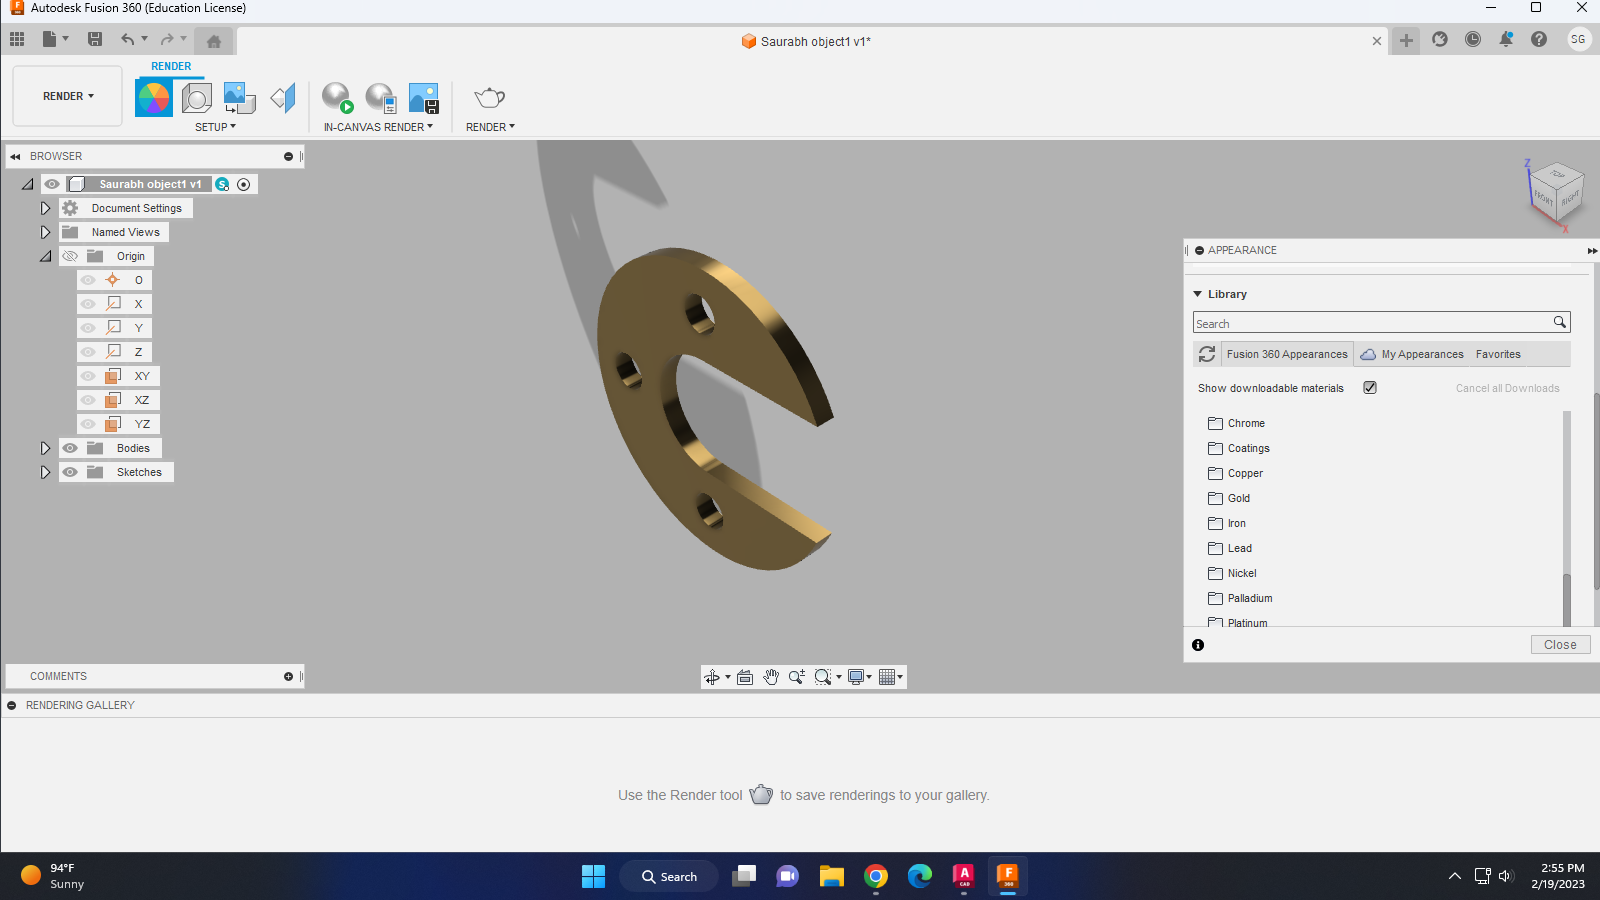 Autodesk Fusion 360 (Education License)
Saurabh object1 v1*
SG
RENDER
RENDER
SETUP
IN-CANVAS RENDER
RENDER
BROWSER
Saurabh object1 v1
S
Document Settings
Named Views
Origin
O
X
Y
Z
XY
XZ
YZ
Bodies
Sketches
Z
TOP
FRONT
RIGHT
X
APPEARANCE
Library
Search
Fusion 360 Appearances
My Appearances
Favorites
Show downloadable materials
Cancel all Downloads
Chrome
Coatings
Copper
Gold
Iron
Lead
Nickel
Palladium
Platinum
Close
COMMENTS
RENDERING GALLERY
Use the Render tool to save renderings to your gallery.
94°F
Sunny
Search
A
CAD
F
360
2:55 PM
2/19/2023